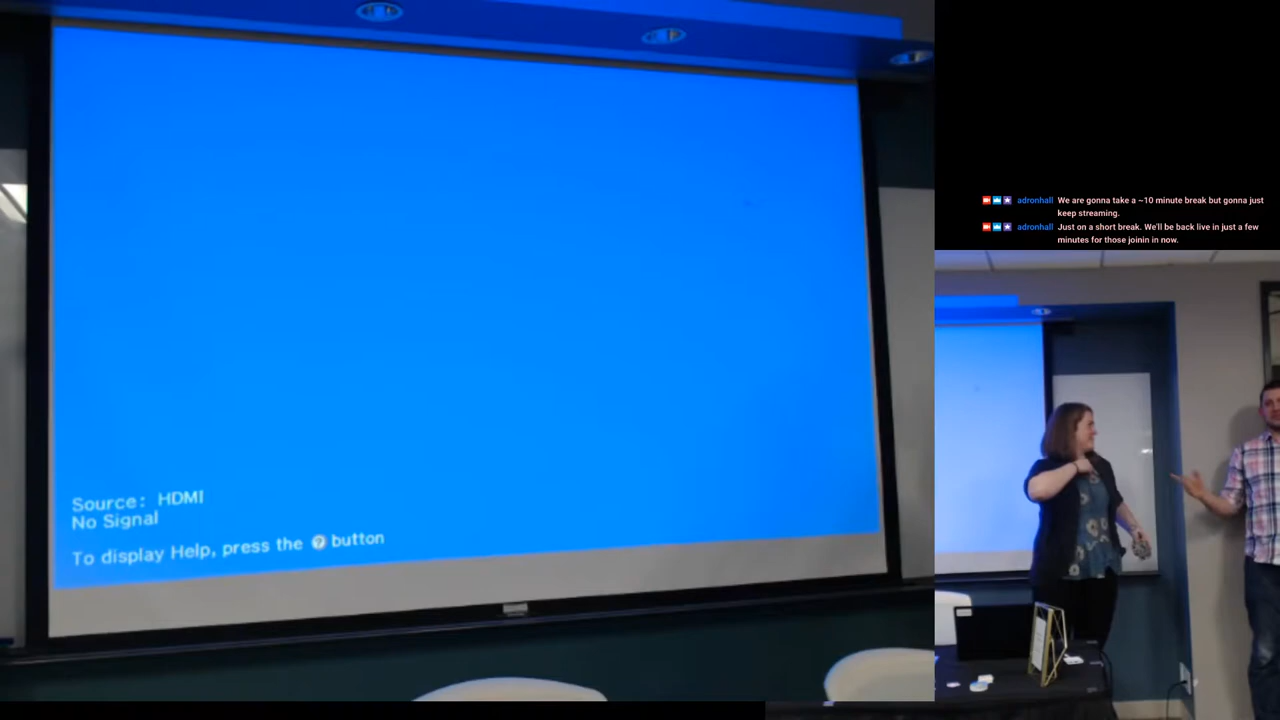 Source: HDMI
No Signal
To display Help, press the ? button
adronhall We are gonna take a ~10 minute break but gonna just
keep streaming.
adronhall Just on a short break. We'll be back live in just a few
minutes for those joinin in now.